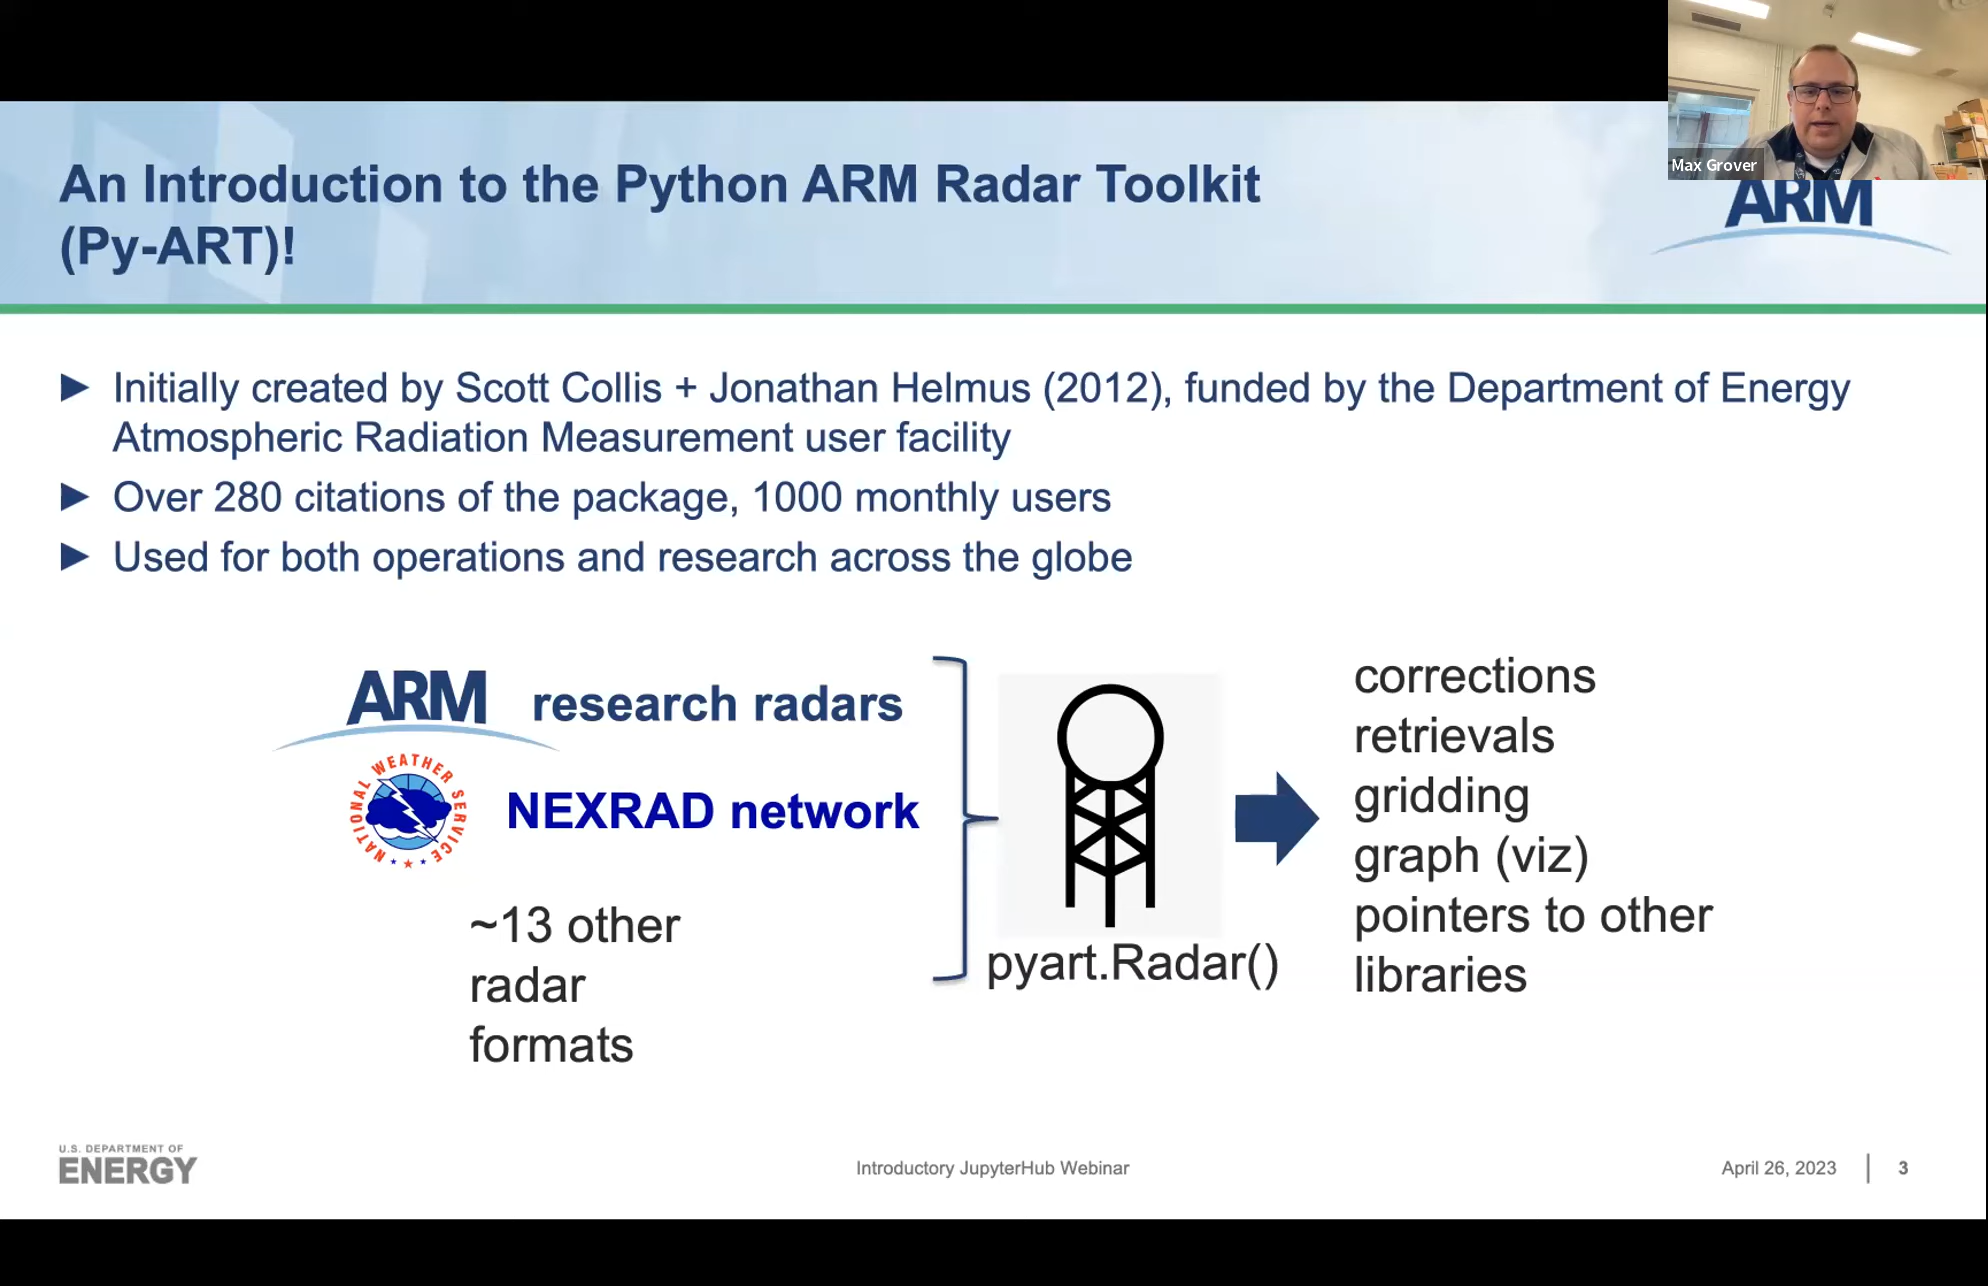 Max Grover
An Introduction to the Python ARM Radar Toolkit
(Py-ART)!
ARM
Initially created by Scott Collis + Jonathan Helmus (2012), funded by the Department of Energy
Atmospheric Radiation Measurement user facility
Over 280 citations of the package, 1000 monthly users
Used for both operations and research across the globe
ARM research radars
NATIONAL WEATHER SERVICE
NEXRAD network
~13 other
radar
formats
pyart.Radar()
corrections
retrievals
gridding
graph (viz)
pointers to other
libraries
U.S. DEPARTMENT OF
ENERGY
Introductory JupyterHub Webinar
April 26, 2023 | 3